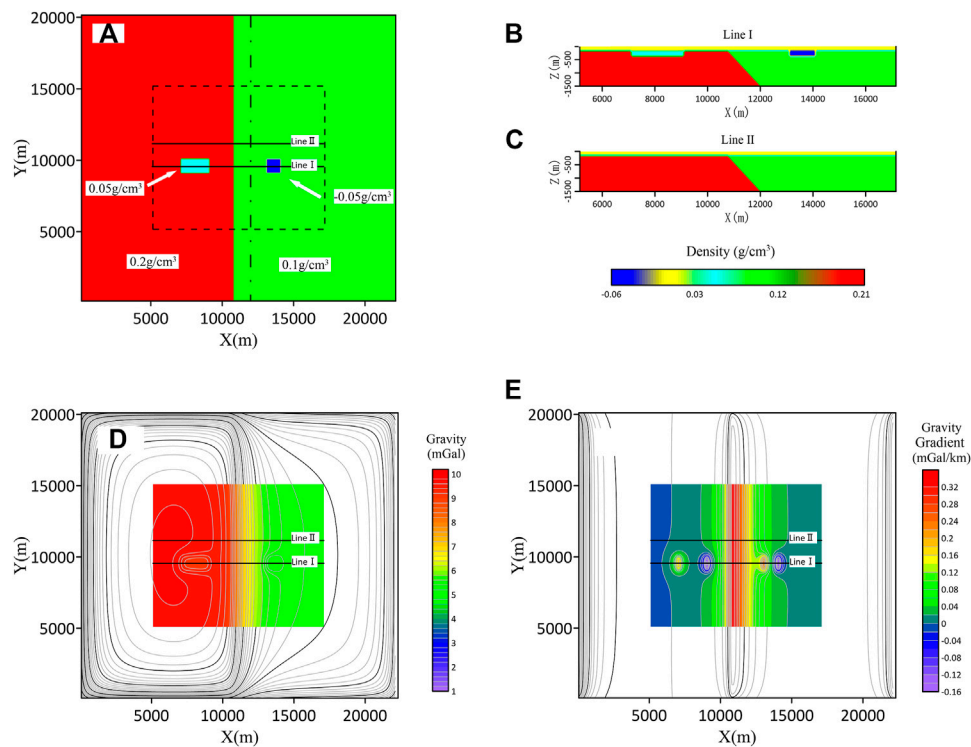 A
20000
15000
10000
5000
Y(m)
5000
10000
15000
20000
X(m)
Line Ⅱ
Line Ⅰ
0.05g/cm³
-0.05g/cm³
0.2g/cm³
0.1g/cm³
B
Line Ⅰ
Z(m)
-500
-1500
6000
8000
10000
12000
14000
16000
X(m)
C
Line Ⅱ
Z(m)
-500
-1500
6000
8000
10000
12000
14000
16000
X(m)
Density (g/cm³)
-0.06
0.03
0.12
0.21
D
20000
15000
10000
5000
Y(m)
5000
10000
15000
20000
X(m)
Line Ⅱ
Line Ⅰ
Gravity
(mGal)
10
9
8
7
6
5
4
3
2
1
E
20000
15000
10000
5000
Y(m)
5000
10000
15000
20000
X(m)
Line Ⅱ
Line Ⅰ
Gravity
Gradient
(mGal/km)
0.32
0.28
0.24
0.20
0.16
0.12
0.08
0.04
0
-0.04
-0.08
-0.12
-0.16